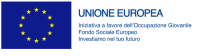 UNIONE EUROPEA
Iniziativa a favore dell'Occupazione Giovanile
Fondo Sociale Europeo
Investiamo nel tuo futuro